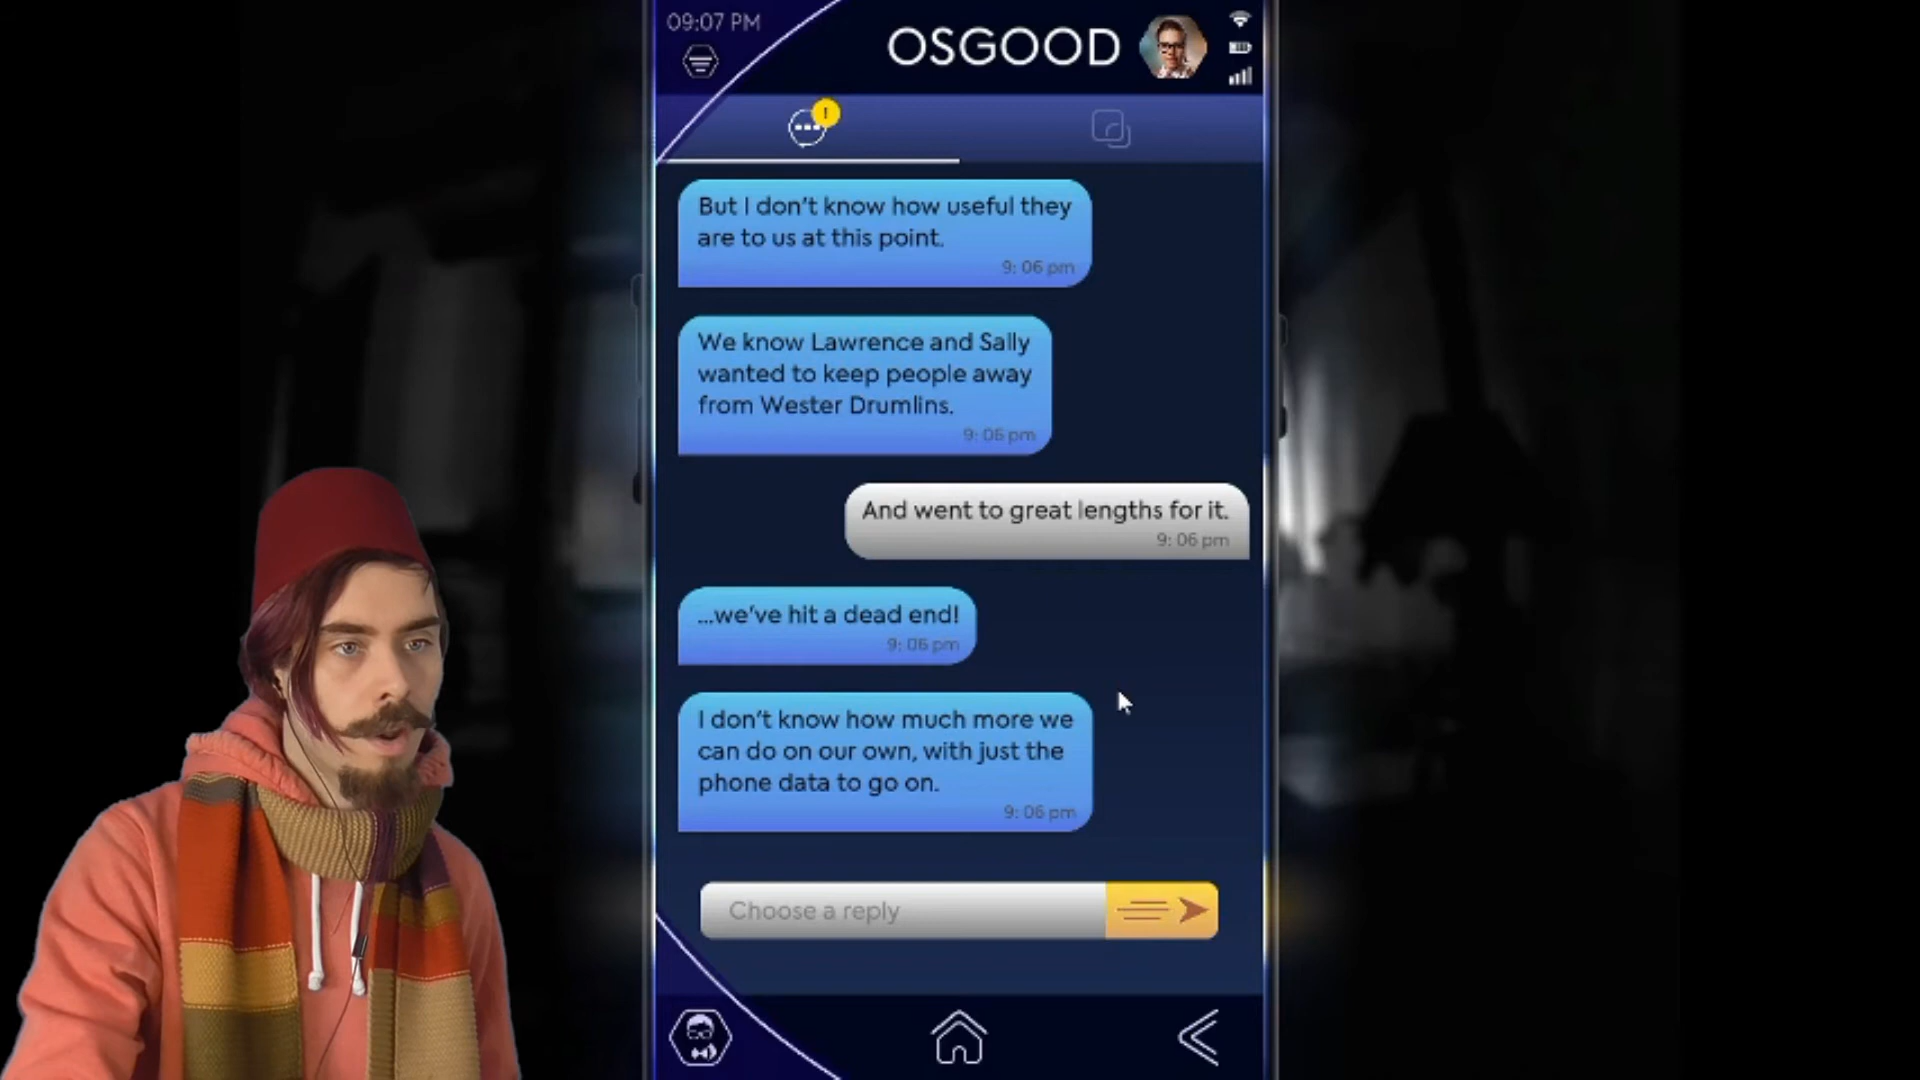 09:07 PM
OSGOOD
!
But I don't know how useful they
are to us at this point.
9: 06 pm
We know Lawrence and Sally
wanted to keep people away
from Wester Drumlins.
9: 06 pm
And went to great lengths for it.
9: 06 pm
...we've hit a dead end!
9: 06 pm
I don't know how much more we
can do on our own, with just the
phone data to go on.
9: 06 pm
Choose a reply